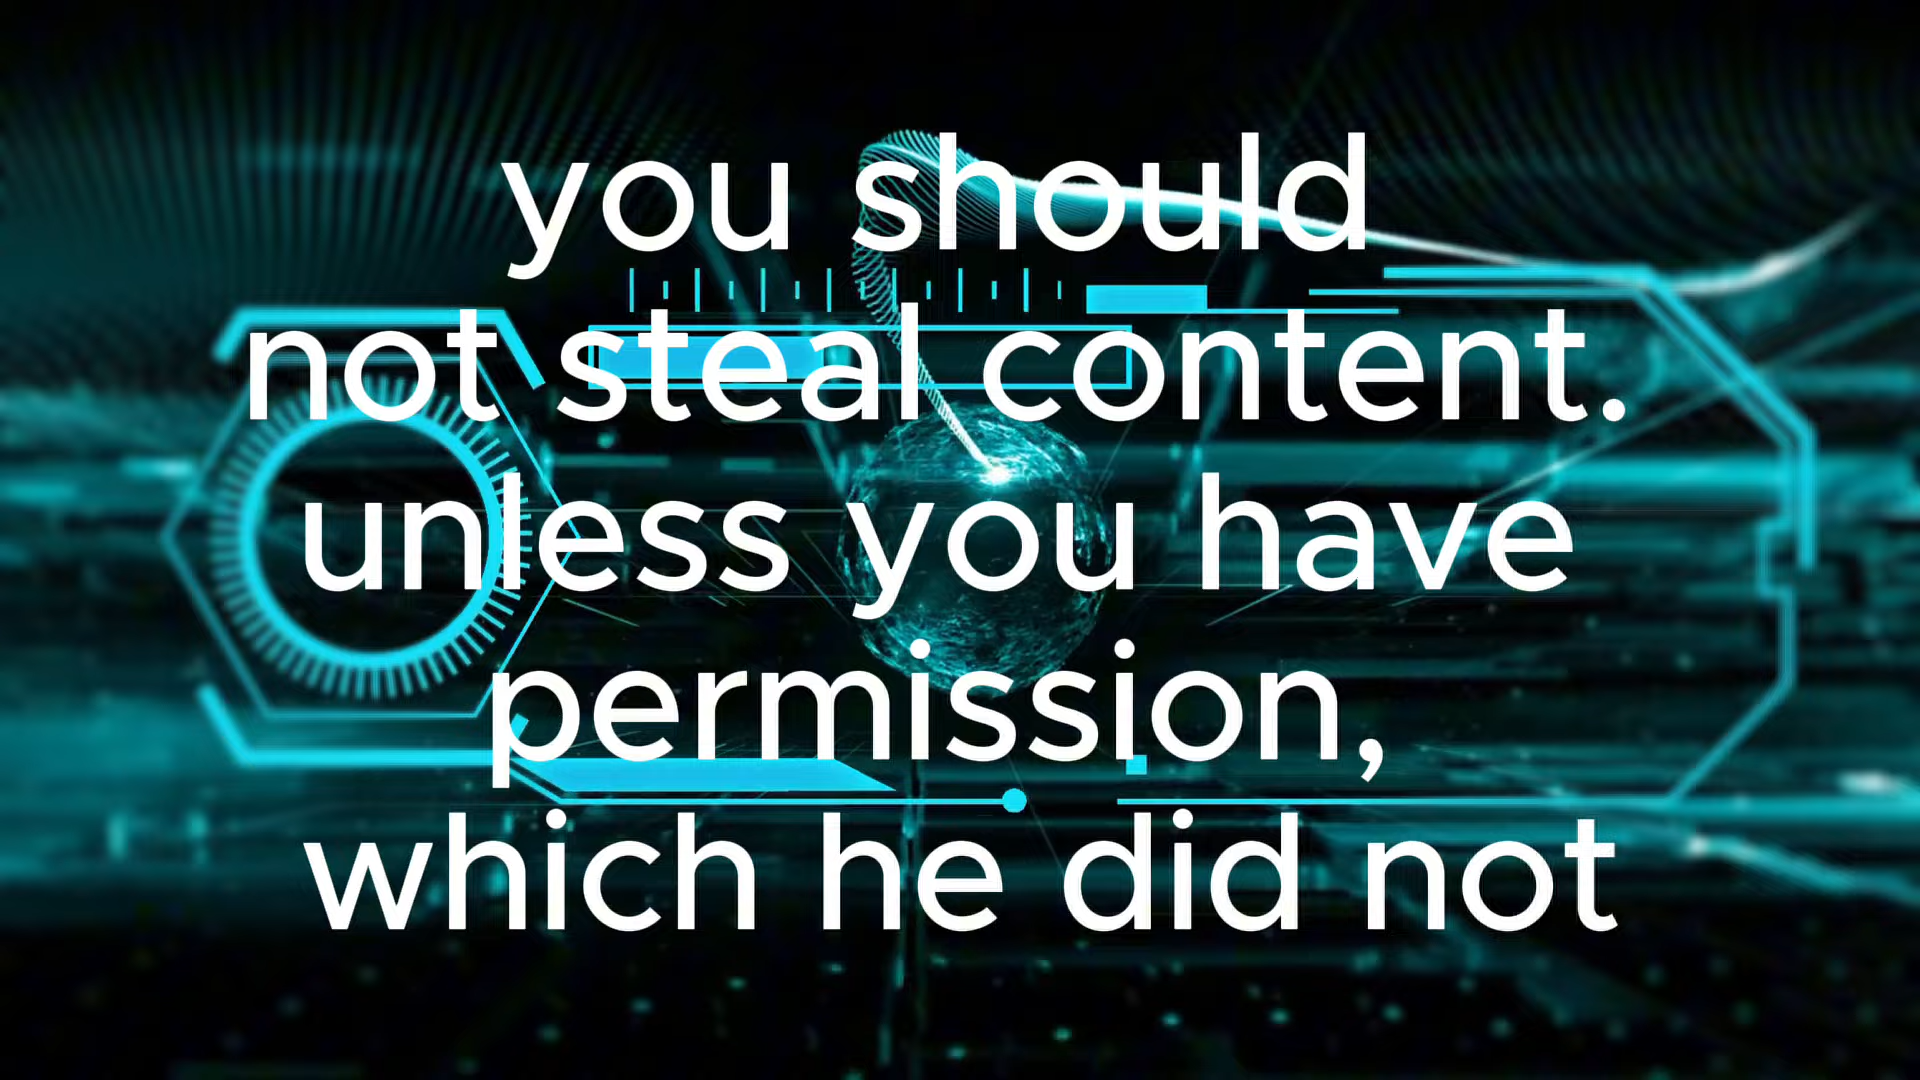 you should
not steal content.
unless you have
permission,
which he did not